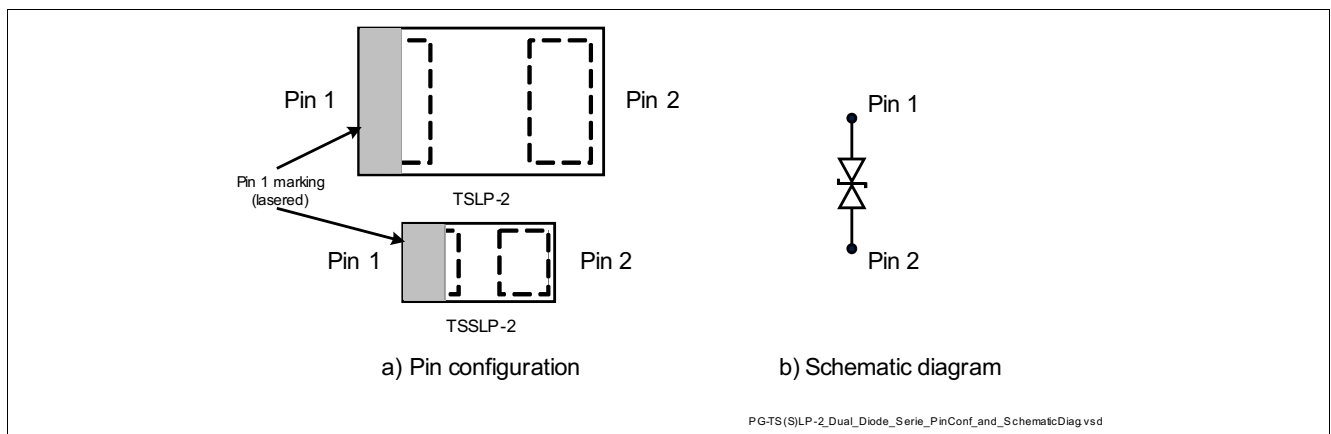 Pin 1
Pin 2
Pin 1 marking
(lasered)
TSLP-2
Pin 1
Pin 2
TSSLP-2
a) Pin configuration
Pin 1
Pin 2
b) Schematic diagram
PG-TS(S)LP-2_Dual_Diode_Serie_PinConf_and_SchematicDiag.vsd